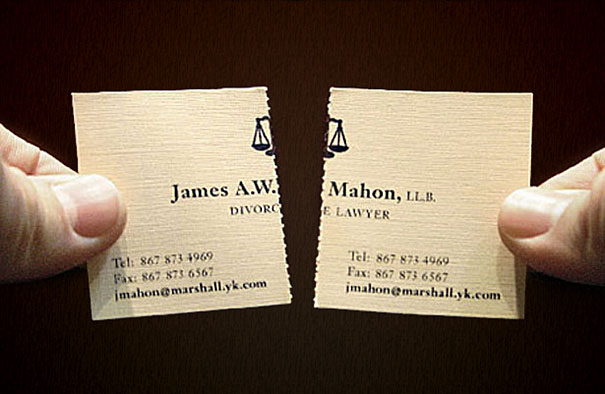 James A.W. Mahon, LL.B.
DIVORCE LAWYER
Tel: 867 873 4969
Fax: 867 873 6567
jmahon@marshall.yk.com
Tel: 867 873 4969
Fax: 867 873 6567
jmahon@marshall.yk.com